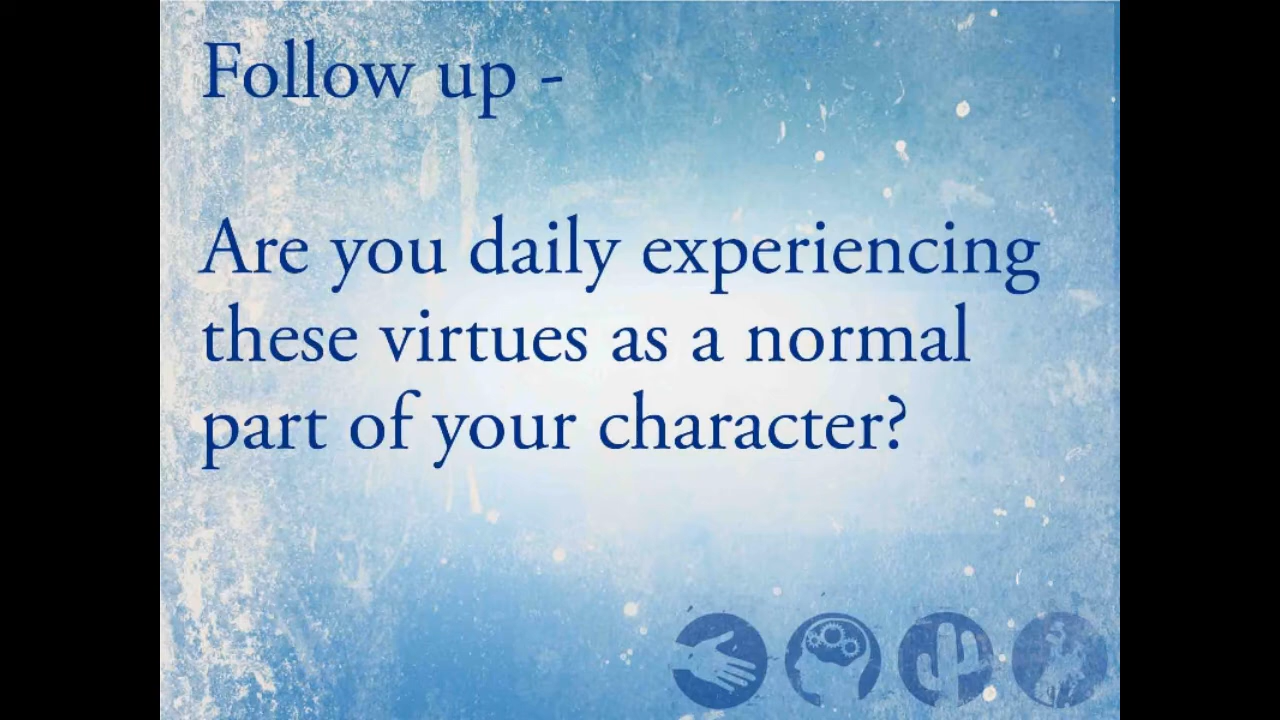 Follow up -
Are you daily experiencing
these virtues as a normal
part of your character?